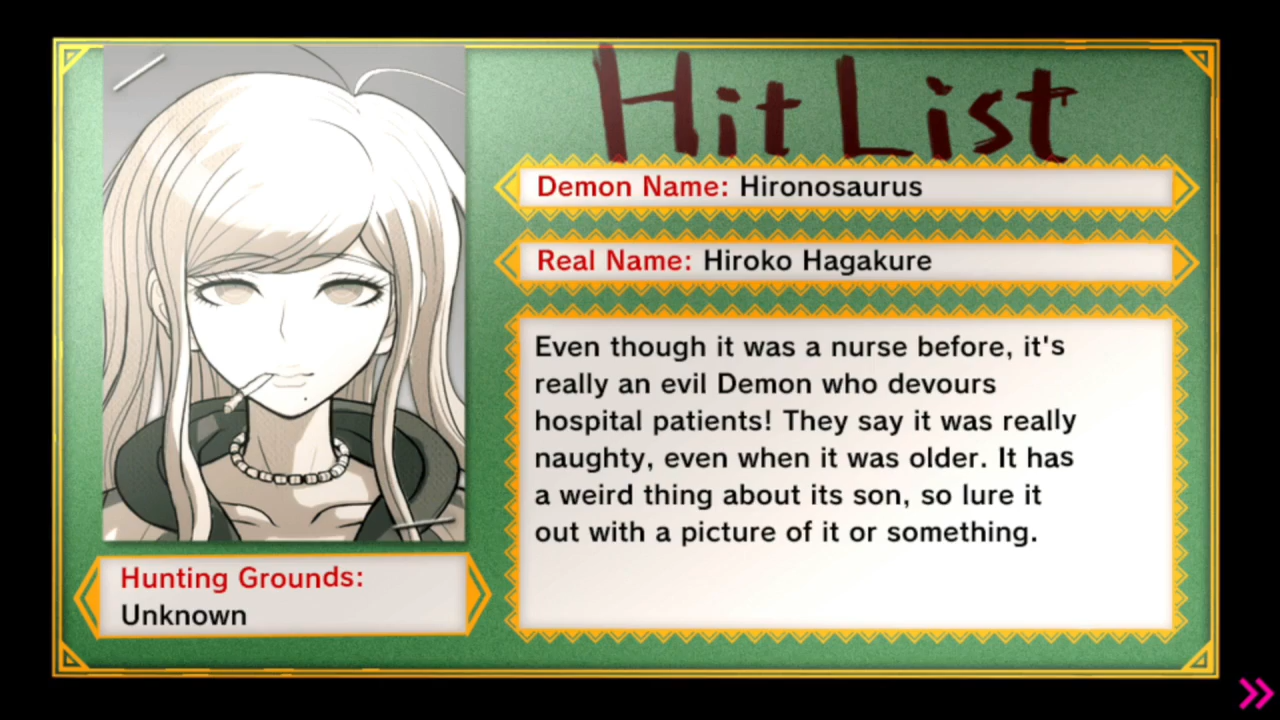 Hit List
Demon Name: Hironosaurus
Real Name: Hiroko Hagakure
Even though it was a nurse before, it's
really an evil Demon who devours
hospital patients! They say it was really
naughty, even when it was older. It has
a weird thing about its son, so lure it
out with a picture of it or something.
Hunting Grounds:
Unknown